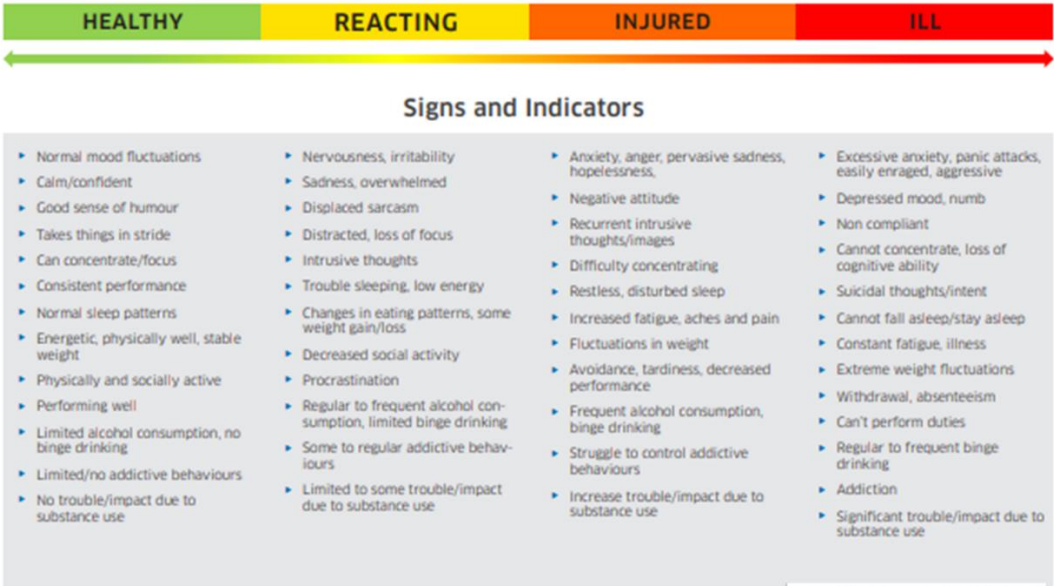 HEALTHY
REACTING
INJURED
ILL
Signs and Indicators
Normal mood fluctuations
Calm/confident
Good sense of humour
Takes things in stride
Can concentrate/focus
Consistent performance
Normal sleep patterns
Energetic, physically well, stable
weight
Physically and socially active
Performing well
Limited alcohol consumption, no
binge drinking
Limited/no addictive behaviours
No trouble/impact due to
substance use
Nervousness, irritability
Sadness, overwhelmed
Displaced sarcasm
Distracted, loss of focus
Intrusive thoughts
Trouble sleeping, low energy
Changes in eating patterns, some
weight gain/loss
Decreased social activity
Procrastination
Regular to frequent alcohol con-
sumption, limited binge drinking
Some to regular addictive behav-
iours
Limited to some trouble/impact
due to substance use
Anxiety, anger, pervasive sadness,
hopelessness,
Negative attitude
Recurrent intrusive
thoughts/images
Difficulty concentrating
Restless, disturbed sleep
Increased fatigue, aches and pain
Fluctuations in weight
Avoidance, tardiness, decreased
performance
Frequent alcohol consumption,
binge drinking
Struggle to control addictive
behaviours
Increase trouble/impact due to
substance use
Excessive anxiety, panic attacks,
easily enraged, aggressive
Depressed mood, numb
Non compliant
Cannot concentrate, loss of
cognitive ability
Suicidal thoughts/intent
Cannot fall asleep/stay asleep
Constant fatigue, illness
Extreme weight fluctuations
Withdrawal, absenteeism
Can't perform duties
Regular to frequent binge
drinking
Addiction
Significant trouble/impact due to
substance use